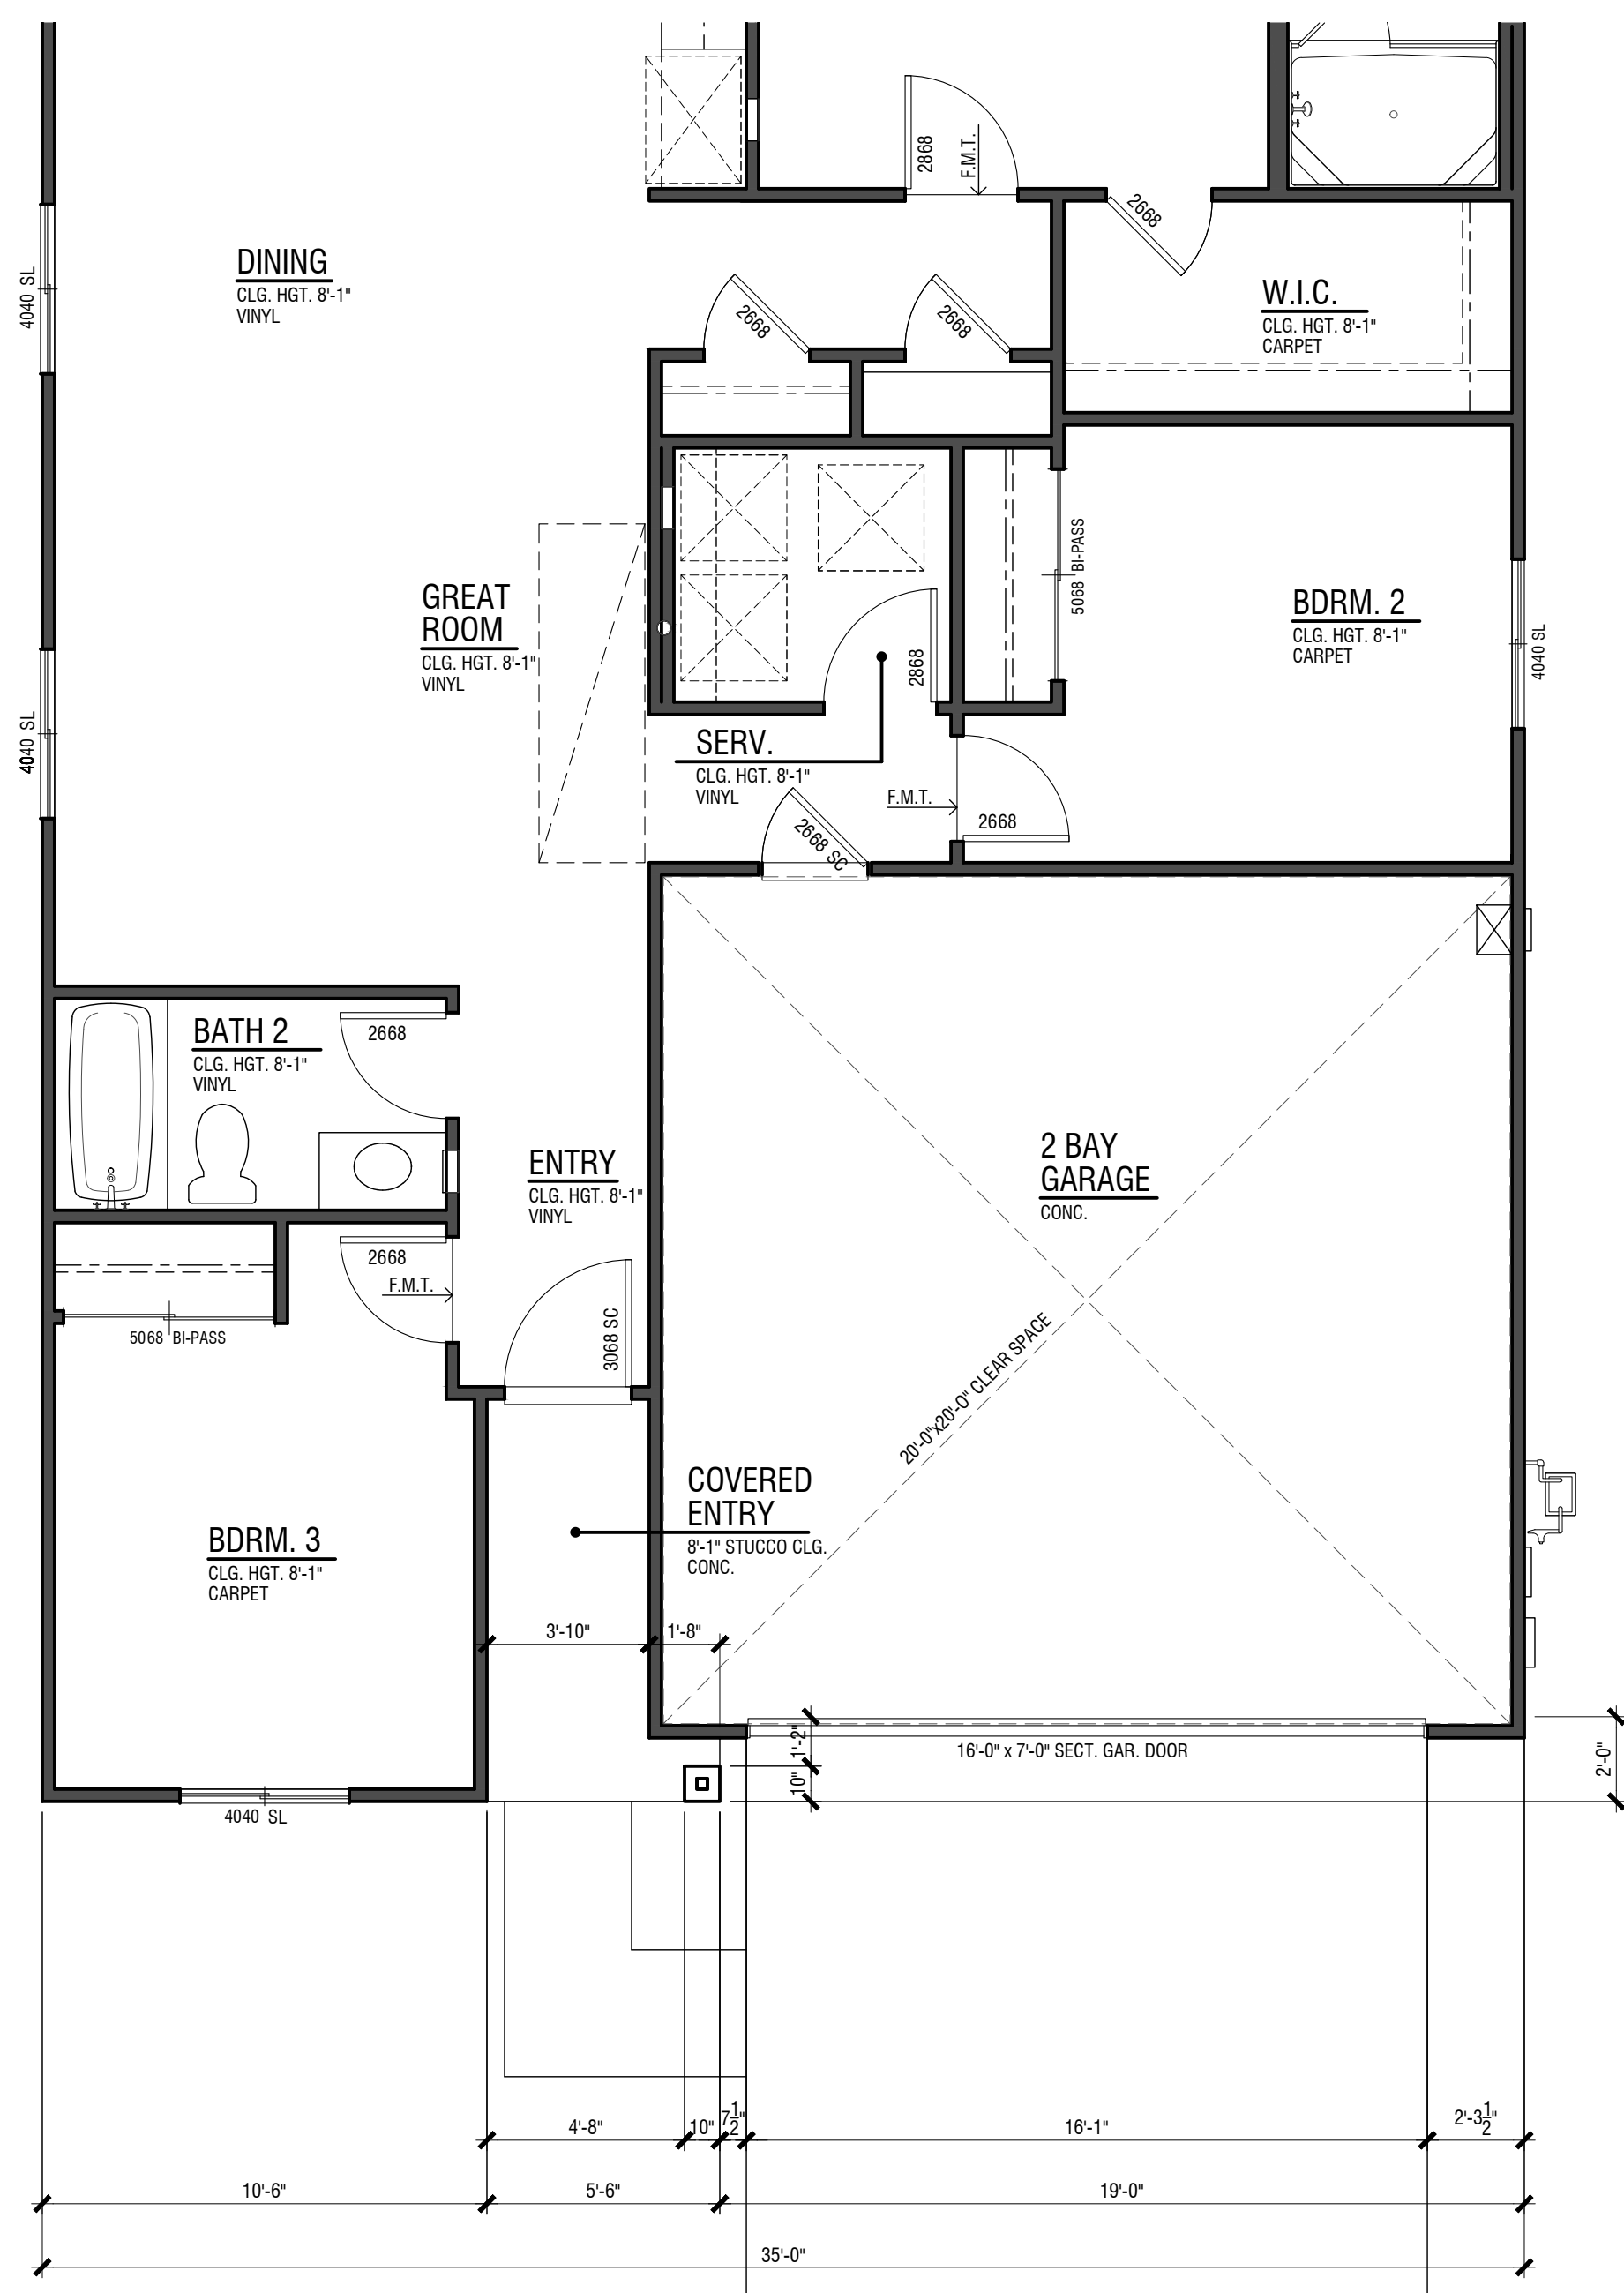 2868
F.M.T.
2668
DINING
CLG. HGT. 8'-1"
VINYL
4040 SL
W.I.C.
CLG. HGT. 8'-1"
CARPET
2668
2668
5068 BI-PASS
GREAT
ROOM
CLG. HGT. 8'-1"
VINYL
BDRM. 2
CLG. HGT. 8'-1"
CARPET
4040 SL
2868
4040 SL
SERV.
CLG. HGT. 8'-1"
VINYL
F.M.T.
2668
2668 SC
BATH 2
CLG. HGT. 8'-1"
VINYL
2668
ENTRY
CLG. HGT. 8'-1"
VINYL
2 BAY
GARAGE
CONC.
2668
F.M.T.
5068 BI-PASS
3068 SC
20'-0"x20'-0" CLEAR SPACE
COVERED
ENTRY
8'-1" STUCCO CLG.
CONC.
BDRM. 3
CLG. HGT. 8'-1"
CARPET
3'-10"
1'-8"
1'-2"
10"
16'-0" x 7'-0" SECT. GAR. DOOR
2'-0"
4040 SL
4'-8"
10"
7 1/2"
16'-1"
2'-3 1/2"
10'-6"
5'-6"
19'-0"
35'-0"